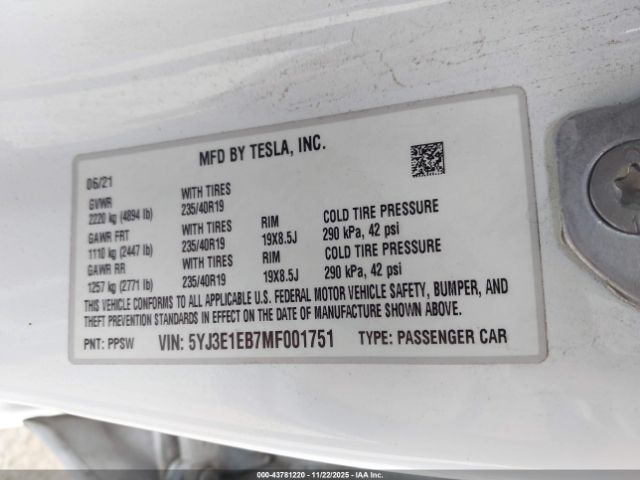 MFD BY TESLA, INC.
06/21
GVWR WITH TIRES
2220 kg (4894 lb) 235/40R19 RIM COLD TIRE PRESSURE
GAWR FRT WITH TIRES 19X8.5J 290 kPa, 42 psi
1110 kg (2447 lb) 235/40R19 RIM COLD TIRE PRESSURE
GAWR RR WITH TIRES 19X8.5J 290 kPa, 42 psi
1257 kg (2771 lb) 235/40R19
THIS VEHICLE CONFORMS TO ALL APPLICABLE U.S. FEDERAL MOTOR VEHICLE SAFETY, BUMPER, AND
THEFT PREVENTION STANDARDS IN EFFECT ON THE DATE OF MANUFACTURE SHOWN ABOVE.
PNT: PPSW VIN: 5YJ3E1EB7MF001751 TYPE: PASSENGER CAR
000-43781220 - 11/22/2025 - IAAI.COM